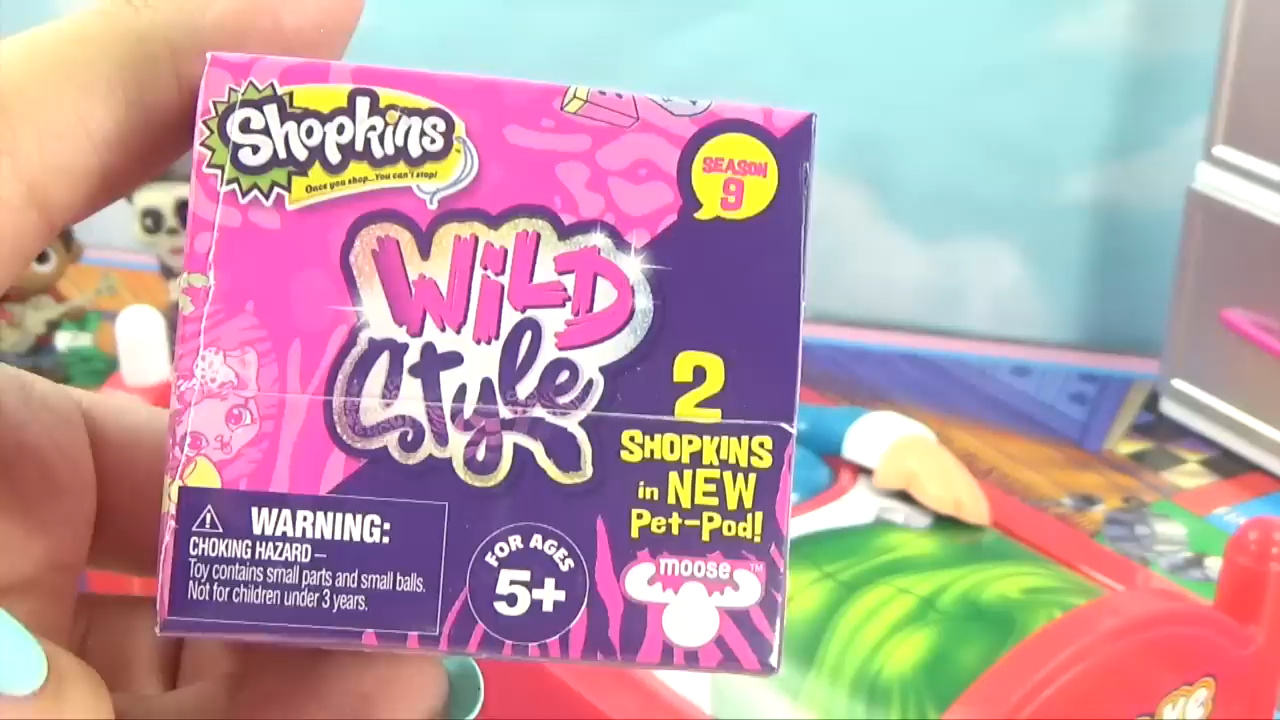 Shopkins
Once you shop...You can't stop!
SEASON
9
WILD
Style
2
SHOPKINS
in NEW
Pet-Pod!
WARNING:
CHOKING HAZARD –
Toy contains small parts and small balls.
Not for children under 3 years.
FOR AGES
5+
moose™